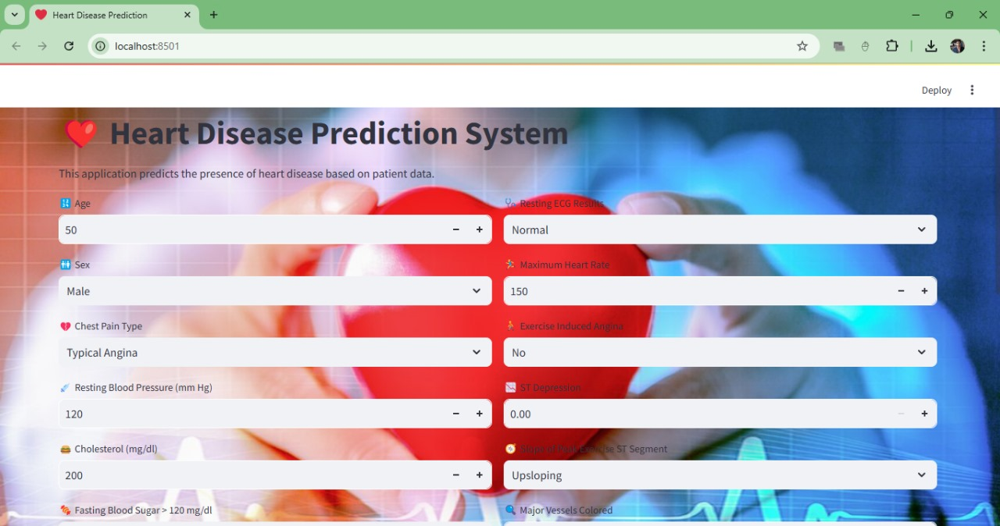 Heart Disease Prediction
localhost:8501
Deploy
Heart Disease Prediction System
This application predicts the presence of heart disease based on patient data.
Age
50
Sex
Male
Chest Pain Type
Typical Angina
Resting Blood Pressure (mm Hg)
120
Cholesterol (mg/dl)
200
Fasting Blood Sugar > 120 mg/dl
Resting ECG Results
Normal
Maximum Heart Rate
150
Exercise Induced Angina
No
ST Depression
0.00
Slope of Peak Exercise ST Segment
Upsloping
Major Vessels Colored